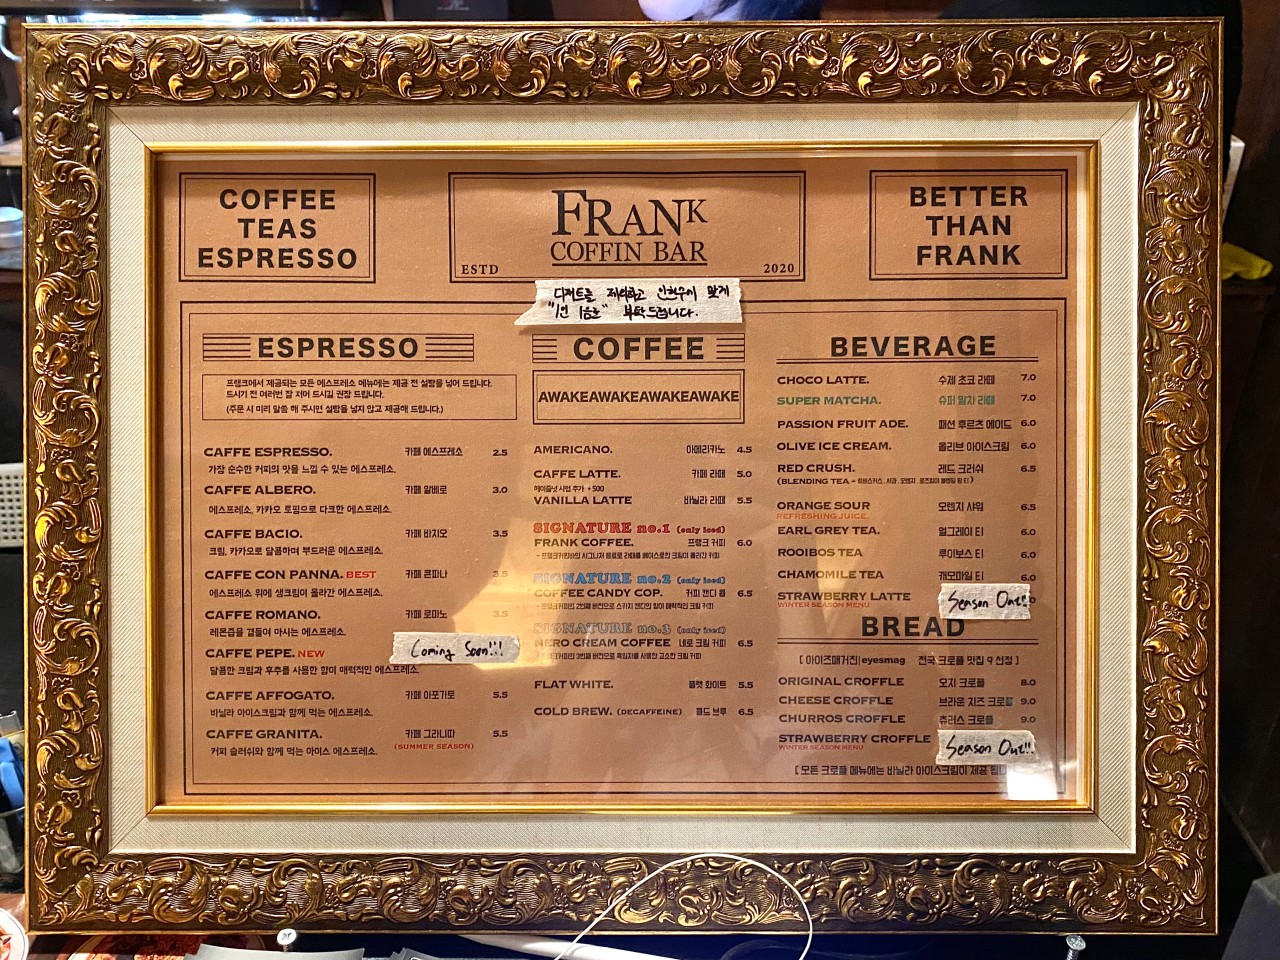 COFFEE
TEAS
ESPRESSO
FRANK
COFFIN BAR
ESTD 2020
BETTER
THAN
FRANK
디저트를 제외하고 인원수에 맞게
"1인 1음료" 부탁드립니다.
ESPRESSO
프랭크에서 제공되는 모든 에스프레소 메뉴에는 제공 전 설탕을 넣어 드립니다.
드시기 전 여러번 잘 저어 드시길 권장 드립니다.
(주문 시 미리 말씀 해 주시면 설탕을 넣지 않고 제공해 드립니다.)
CAFFE ESPRESSO. 카페 에스프레소 2.5
가장 순수한 커피의 맛을 느낄 수 있는 에스프레소.
CAFFE ALBERO. 카페 알베로 3.0
에스프레소, 카카오 토핑으로 다크한 에스프레소.
CAFFE BACIO. 카페 바치오 3.5
크림, 카카오로 달콤하며 부드러운 에스프레소.
CAFFE CON PANNA. BEST 카페 콘파나 3.5
에스프레소 위에 생크림이 올라간 에스프레소.
CAFFE ROMANO. 카페 로마노 3.5
레몬즙을 곁들여 마시는 에스프레소.
CAFFE PEPE. NEW Coming Soon!!!
달콤한 크림과 후추를 사용한 향이 매력적인 에스프레소.
CAFFE AFFOGATO. 카페 아포가토 5.5
바닐라 아이스크림과 함께 먹는 에스프레소.
CAFFE GRANITA. 카페 그라니따 5.5
커피 슬러쉬와 함께 먹는 아이스 에스프레소. (SUMMER SEASON)
COFFEE
AWAKEAWAKEAWAKEAWAKE
AMERICANO. 아메리카노 4.5
CAFFE LATTE. 카페 라떼 5.0
헤이즐넛 시럽 추가 +500
VANILLA LATTE 바닐라 라떼 5.5
SIGNATURE no.1 (only iced)
FRANK COFFEE. 프랭크 커피 6.0
SIGNATURE no.2 (only iced)
COFFEE CANDY COP. 커피 캔디 콥 6.5
SIGNATURE no.3 (only iced)
NERO CREAM COFFEE 네로 크림 커피 6.5
FLAT WHITE. 플랫 화이트 5.5
COLD BREW. (DECAFFEINE) 콜드 브루 6.5
BEVERAGE
CHOCO LATTE. 수제 초코 라떼 7.0
SUPER MATCHA. 슈퍼 말차 라떼 7.0
PASSION FRUIT ADE. 패션 후르츠 에이드 6.0
OLIVE ICE CREAM. 올리브 아이스크림 6.0
RED CRUSH. 레드 크러쉬 6.5
(BLENDING TEA - 히비스커스, 사과, 오렌지, 로즈힙이 블렌딩 된 티)
ORANGE SOUR 오렌지 사워 6.5
REFRESHING JUICE.
EARL GREY TEA. 얼그레이 티 6.0
ROOIBOS TEA 루이보스 티 6.0
CHAMOMILE TEA 캐모마일 티 6.0
STRAWBERRY LATTE Season Out!!
WINTER SEASON MENU
BREAD
[ 아이즈매거진|eyesmag 전국 크로플 맛집 9 선정 ]
ORIGINAL CROFFLE 오지 크로플 8.0
CHEESE CROFFLE 브라운 치즈 크로플 9.0
CHURROS CROFFLE 츄러스 크로플 9.0
STRAWBERRY CROFFLE Season Out!!
WINTER SEASON MENU
[ 모든 크로플 메뉴에는 바닐라 아이스크림이 제공